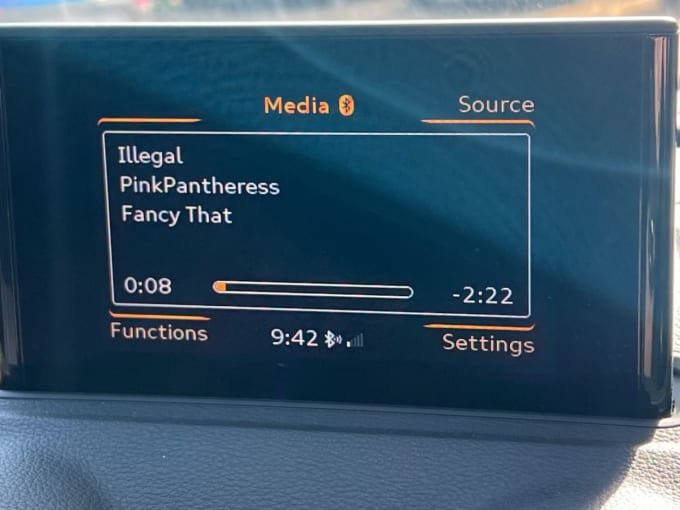 Media
Source
Illegal
PinkPantheress
Fancy That
0:08
-2:22
Functions
9:42
Settings